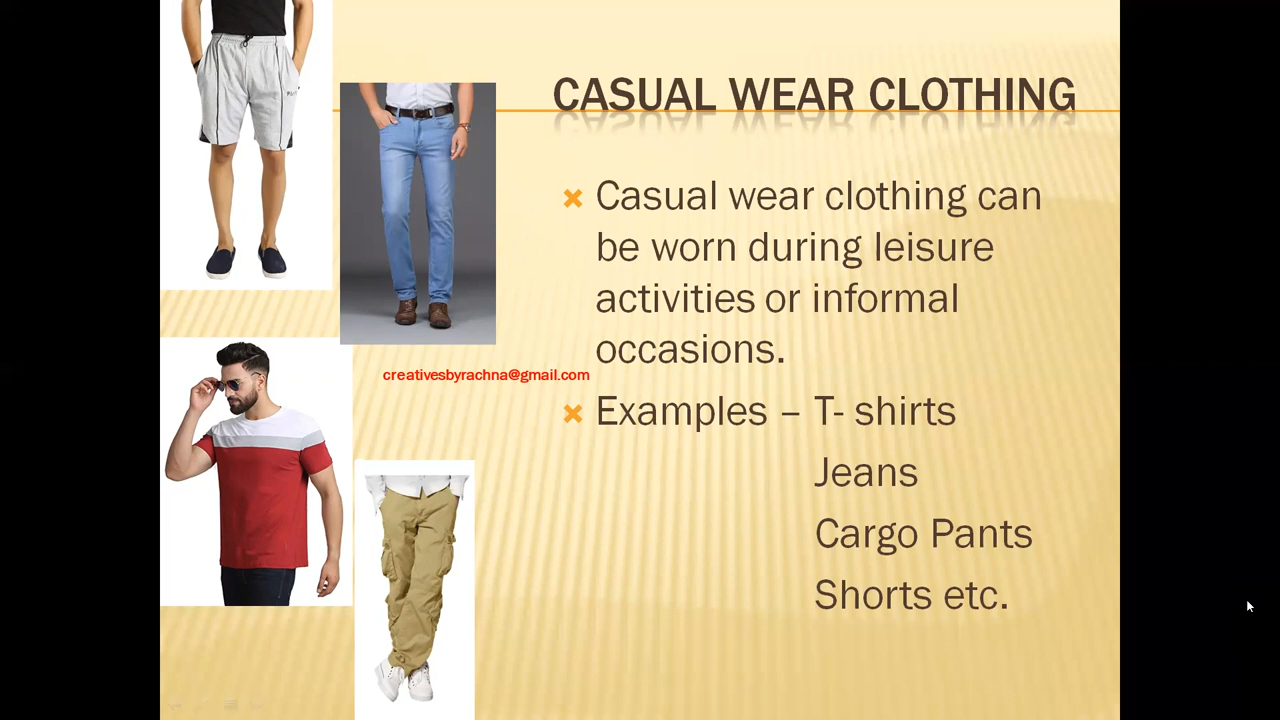 CASUAL WEAR CLOTHING
Casual wear clothing can
be worn during leisure
activities or informal
occasions.
creativesbyrachna@gmail.com
Examples – T- shirts
Jeans
Cargo Pants
Shorts etc.